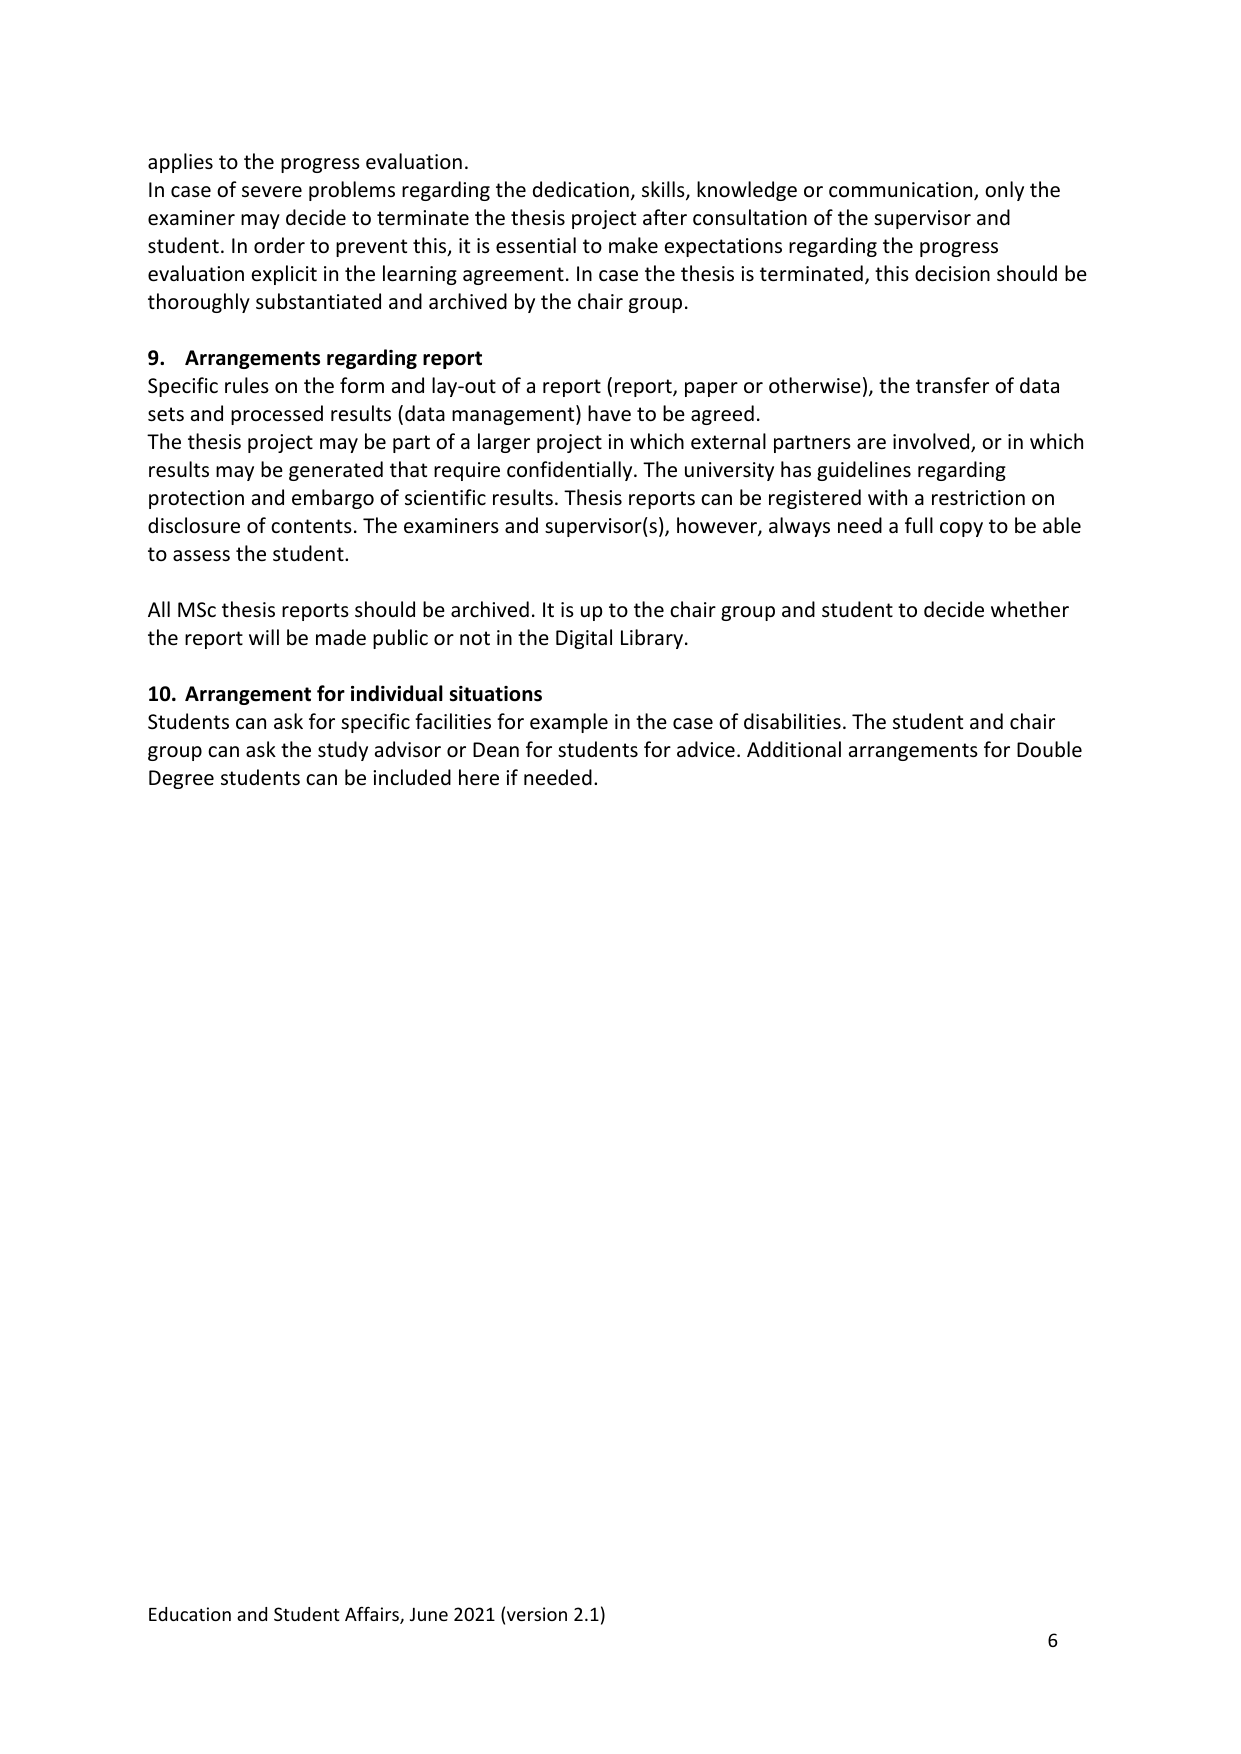 applies to the progress evaluation.
In case of severe problems regarding the dedication, skills, knowledge or communication, only the
examiner may decide to terminate the thesis project after consultation of the supervisor and
student. In order to prevent this, it is essential to make expectations regarding the progress
evaluation explicit in the learning agreement. In case the thesis is terminated, this decision should be
thoroughly substantiated and archived by the chair group.
9. Arrangements regarding report
Specific rules on the form and lay-out of a report (report, paper or otherwise), the transfer of data
sets and processed results (data management) have to be agreed.
The thesis project may be part of a larger project in which external partners are involved, or in which
results may be generated that require confidentially. The university has guidelines regarding
protection and embargo of scientific results. Thesis reports can be registered with a restriction on
disclosure of contents. The examiners and supervisor(s), however, always need a full copy to be able
to assess the student.
All MSc thesis reports should be archived. It is up to the chair group and student to decide whether
the report will be made public or not in the Digital Library.
10. Arrangement for individual situations
Students can ask for specific facilities for example in the case of disabilities. The student and chair
group can ask the study advisor or Dean for students for advice. Additional arrangements for Double
Degree students can be included here if needed.
Education and Student Affairs, June 2021 (version 2.1)
6